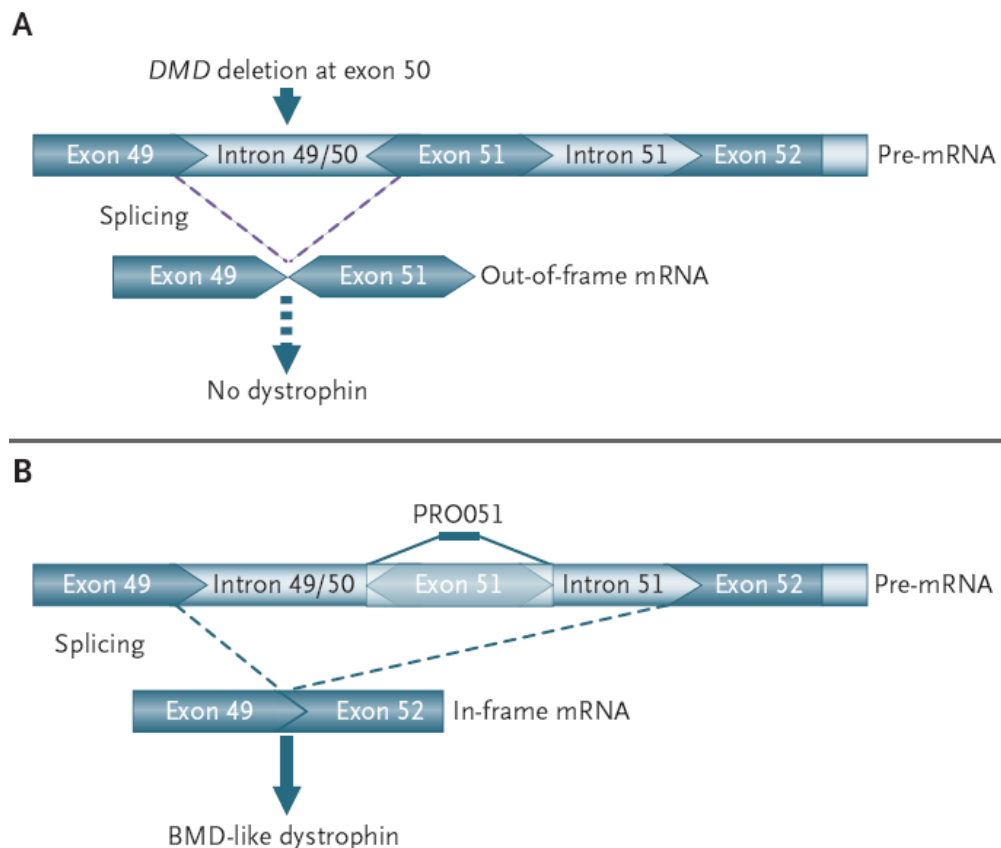 A
DMD deletion at exon 50
Exon 49 Intron 49/50 Exon 51 Intron 51 Exon 52 Pre-mRNA
Splicing
Exon 49 Exon 51 Out-of-frame mRNA
No dystrophin
B
PRO051
Exon 49 Intron 49/50 Exon 51 Intron 51 Exon 52 Pre-mRNA
Splicing
Exon 49 Exon 52 In-frame mRNA
BMD-like dystrophin